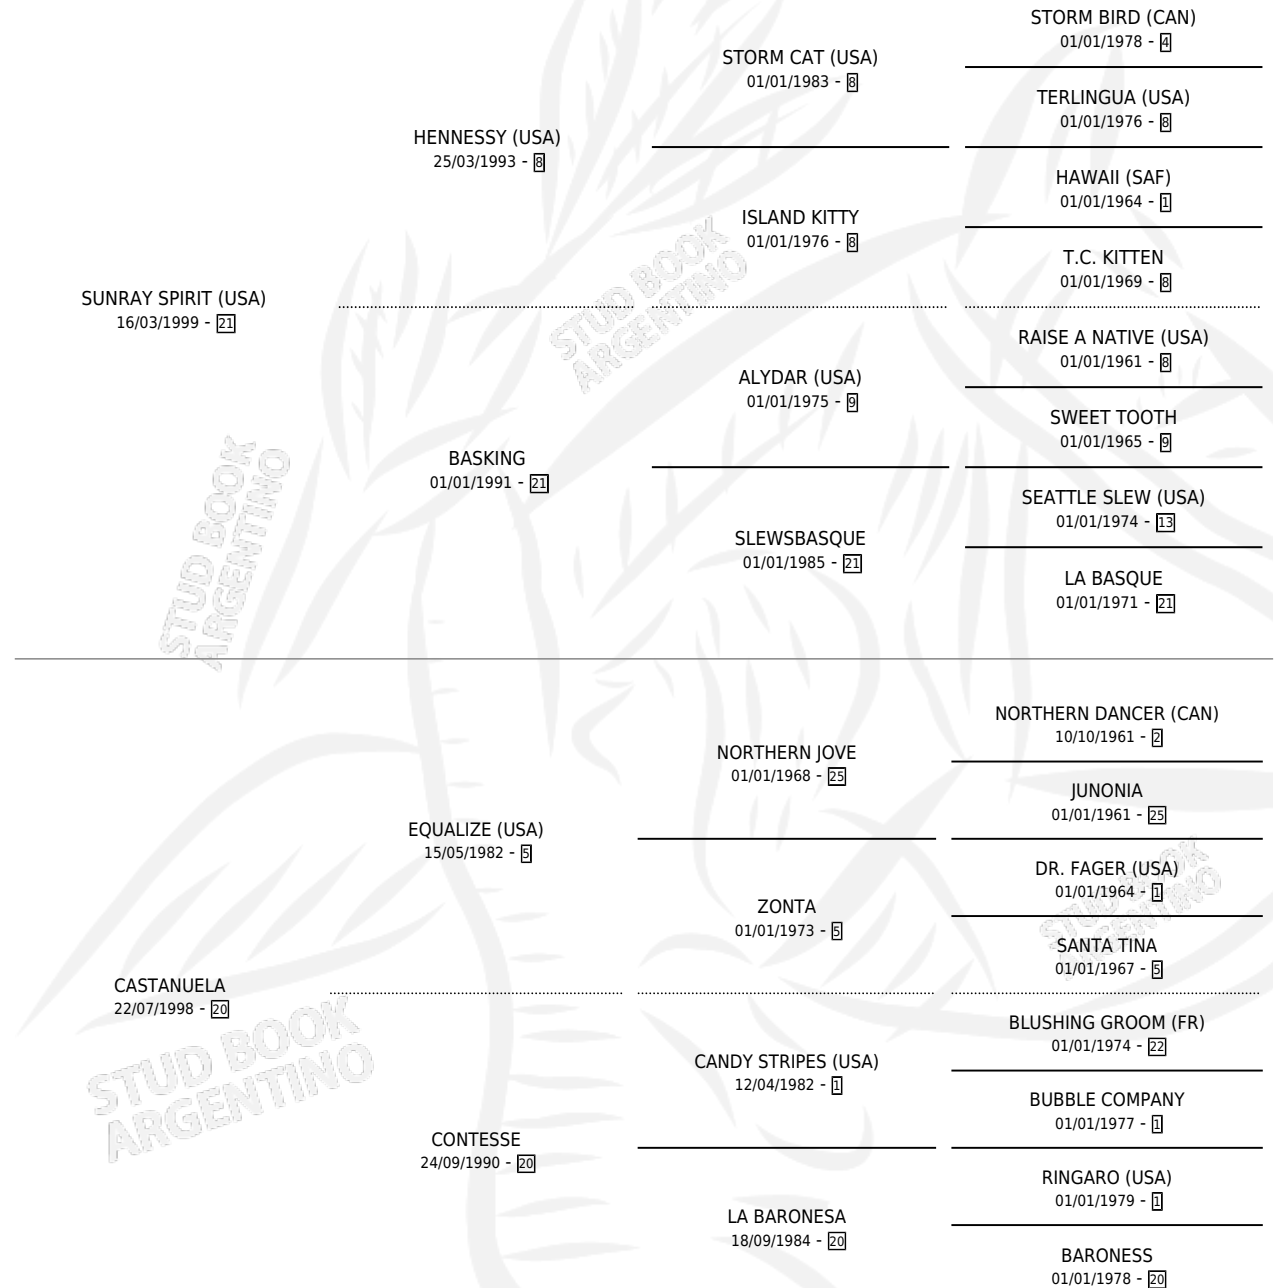 STORM BIRD (CAN)
01/01/1978 - 4
STORM CAT (USA)
01/01/1983 - 8
TERLINGUA (USA)
01/01/1976 - 8
HENNESSY (USA)
25/03/1993 - 8
HAWAII (SAF)
01/01/1964 - 1
ISLAND KITTY
01/01/1976 - 8
T.C. KITTEN
01/01/1969 - 8
SUNRAY SPIRIT (USA)
16/03/1999 - 21
RAISE A NATIVE (USA)
01/01/1961 - 8
ALYDAR (USA)
01/01/1975 - 9
SWEET TOOTH
01/01/1965 - 9
BASKING
01/01/1991 - 21
SEATTLE SLEW (USA)
01/01/1974 - 13
SLEWSBASQUE
01/01/1985 - 21
LA BASQUE
01/01/1971 - 21
NORTHERN DANCER (CAN)
10/10/1961 - 2
NORTHERN JOVE
01/01/1968 - 25
JUNONIA
01/01/1961 - 25
EQUALIZE (USA)
15/05/1982 - 5
DR. FAGER (USA)
01/01/1964 - 1
ZONTA
01/01/1973 - 5
SANTA TINA
01/01/1967 - 5
CASTANUELA
22/07/1998 - 20
BLUSHING GROOM (FR)
01/01/1974 - 22
CANDY STRIPES (USA)
12/04/1982 - 1
BUBBLE COMPANY
01/01/1977 - 1
CONTESSE
24/09/1990 - 20
RINGARO (USA)
01/01/1979 - 1
LA BARONESA
18/09/1984 - 20
BARONESS
01/01/1978 - 20
STUD BOOK
ARGENTINO
STUD BOOK
ARGENTINO
STUD BOOK
ARGENTINO
STUD BOOK
ARGENTINO